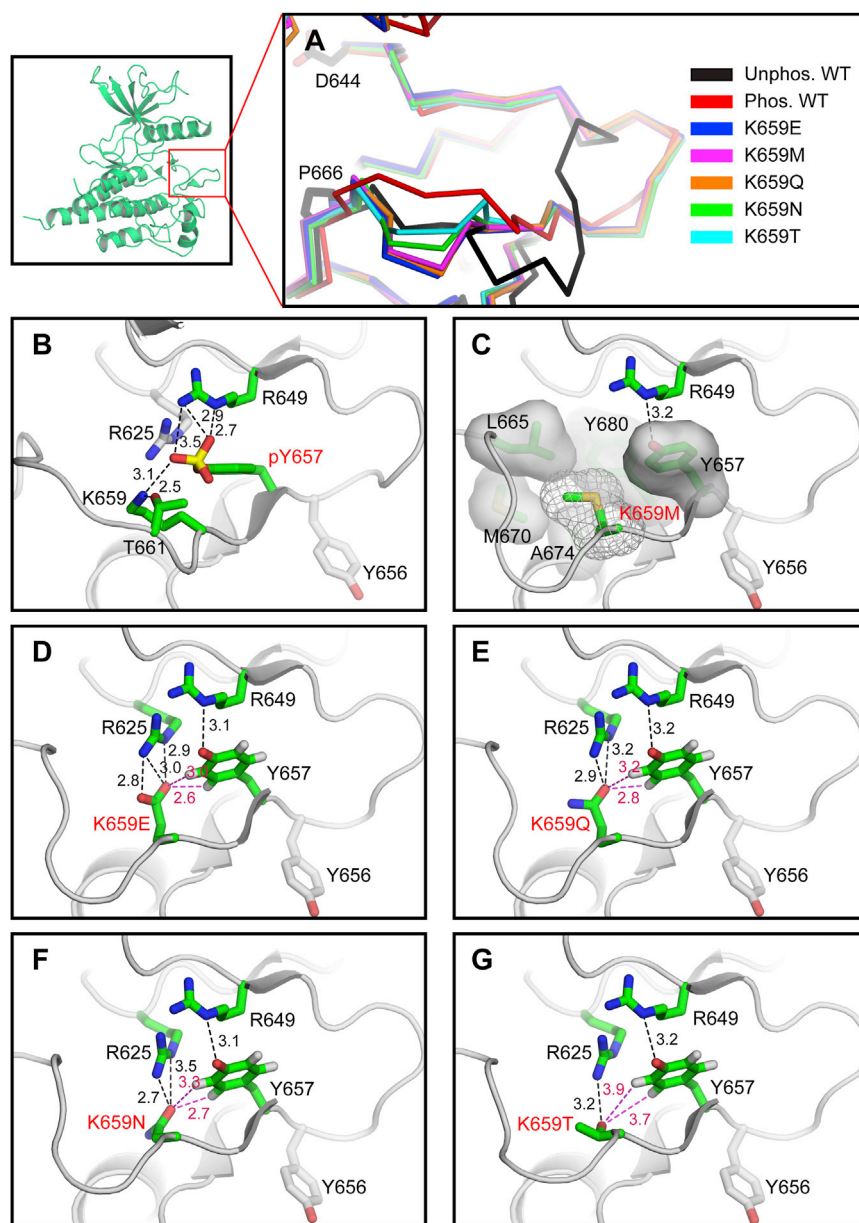 A
D644
P666
Unphos. WT
Phos. WT
K659E
K659M
K659Q
K659N
K659T
B
R649
2.9
2.7
R625
3.5
pY657
3.1
2.5
K659
T661
Y656
C
R649
3.2
L665
Y680
Y657
K659M
M670
A674
Y656
D
R649
R625
3.1
2.9
3.0
2.8
2.6
Y657
K659E
Y656
E
R649
R625
3.2
3.2
3.2
2.9
2.8
Y657
K659Q
Y656
F
R649
R625
3.1
3.5
3.3
2.7
2.7
Y657
K659N
Y656
G
R649
R625
3.2
3.9
3.2
3.7
Y657
K659T
Y656